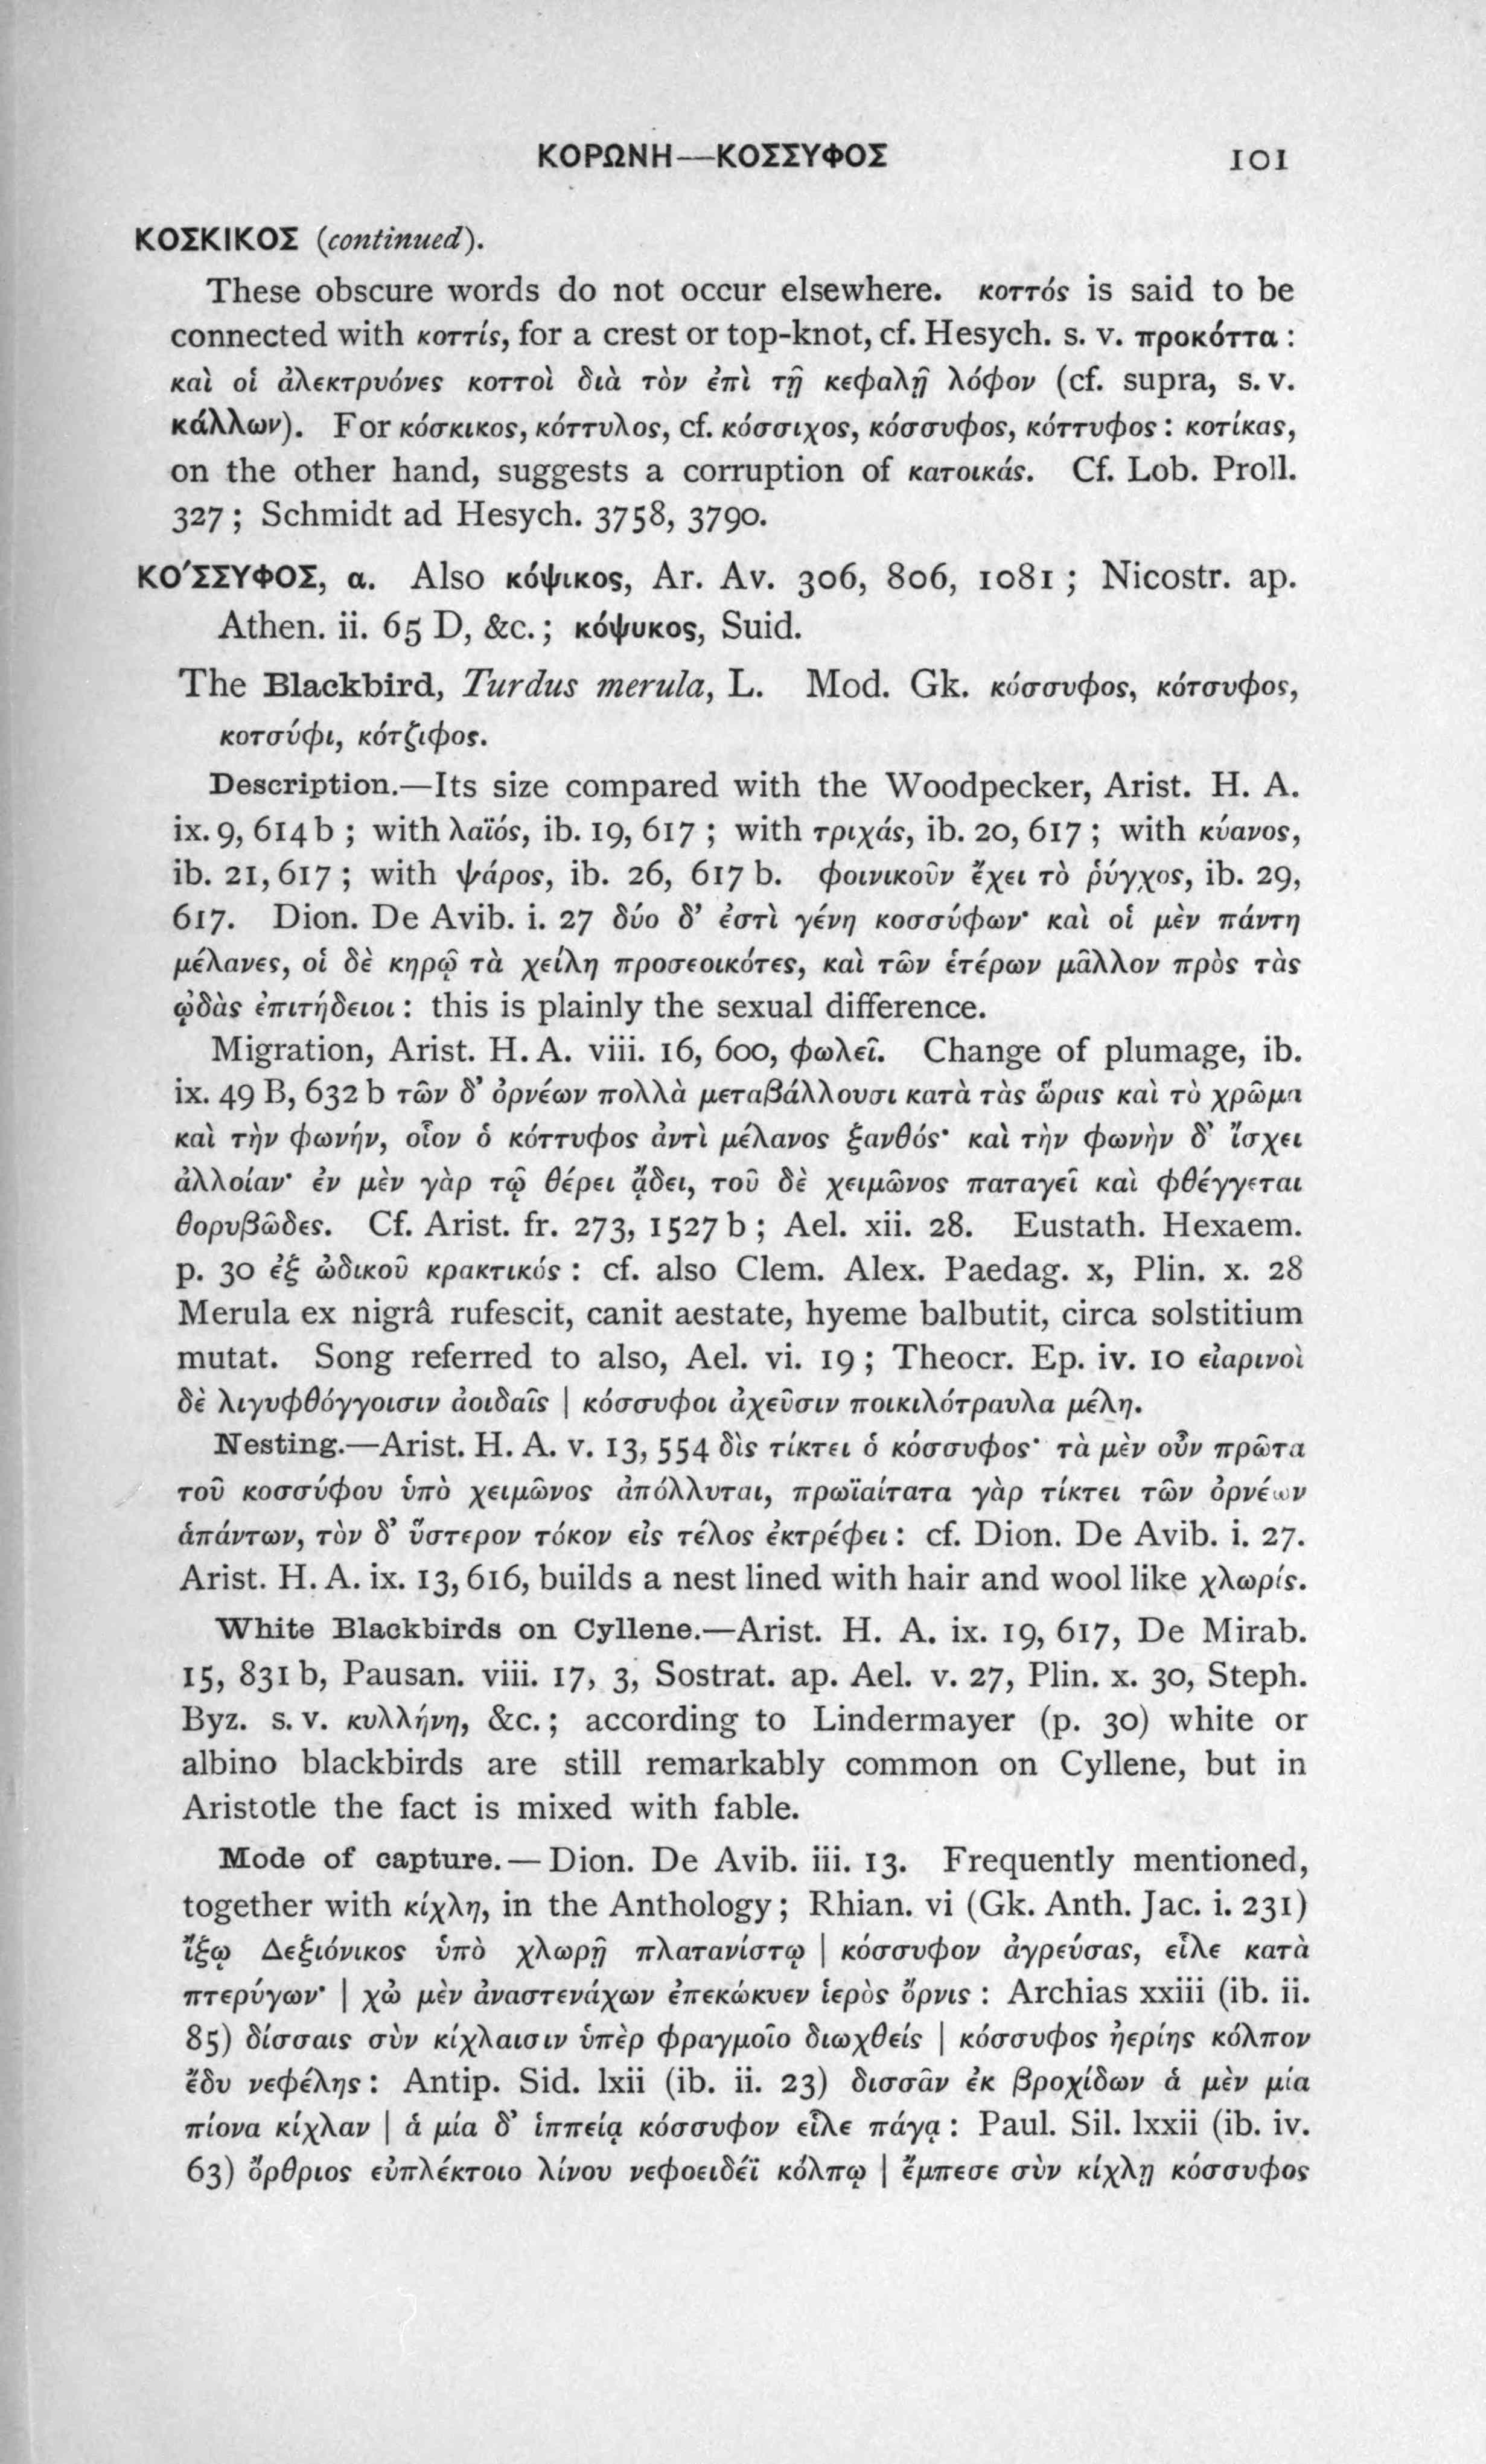 ΚΟΡΩΝΗ—ΚΟΣΣΥΦΟΣ 101
ΚΟΣΚΙΚΟΣ (continued).
These obscure words do not occur elsewhere. κοττός is said to be
connected with κοττίς, for a crest or top-knot, cf. Hesych. s. v. προκόττα :
καὶ οἱ ἀλεκτρυόνες κοττοὶ διὰ τὸν ἐπὶ τῇ κεφαλῇ λόφον (cf. supra, s. v.
κάλλων). For κόσκικος, κόττυλος, cf. κόσσιχος, κόσσυφος, κόττυφος : κοτίκας,
on the other hand, suggests a corruption of κατοικάς. Cf. Lob. Proll.
327 ; Schmidt ad Hesych. 3758, 3790.
ΚΟ΄ΣΣΥΦΟΣ, α. Also κόψικος, Ar. Av. 306, 806, 1081 ; Nicostr. ap.
Athen. ii. 65 D, &c. ; κόψυκος, Suid.
The Blackbird, Turdus merula, L. Mod. Gk. κόσσυφος, κότσυφος,
κοτσύφι, κότζιφος.
Description.—Its size compared with the Woodpecker, Arist. H. A.
ix. 9, 614 b ; with λαϊός, ib. 19, 617 ; with τριχάς, ib. 20, 617 ; with κύανος,
ib. 21, 617 ; with ψάρος, ib. 26, 617 b. φοινικοῦν ἔχει τὸ ῥύγχος, ib. 29,
617. Dion. De Avib. i. 27 δύο δ’ ἐστὶ γένη κοσσύφων· καὶ οἱ μὲν πάντη
μέλανες, οἱ δὲ κηρῷ τὰ χείλη προσεοικότες, καὶ τῶν ἑτέρων μᾶλλον πρὸς τὰς
ᾠδὰς ἐπιτήδειοι : this is plainly the sexual difference.
Migration, Arist. H. A. viii. 16, 600, φωλεῖ. Change of plumage, ib.
ix. 49 B, 632 b τῶν δ’ ὀρνέων πολλὰ μεταβάλλουσι κατὰ τὰς ὥρας καὶ τὸ χρῶμα
καὶ τὴν φωνήν, οἷον ὁ κόττυφος ἀντὶ μέλανος ξανθός· καὶ τὴν φωνὴν δ’ ἴσχει
ἀλλοίαν· ἐν μὲν γὰρ τῷ θέρει ᾄδει, τοῦ δὲ χειμῶνος παταγεῖ καὶ φθέγγεται
θορυβῶδες. Cf. Arist. fr. 273, 1527 b ; Ael. xii. 28. Eustath. Hexaem.
p. 30 ἐξ ὠδικοῦ κρακτικός : cf. also Clem. Alex. Paedag. x, Plin. x. 28
Merula ex nigrâ rufescit, canit aestate, hyeme balbutit, circa solstitium
mutat. Song referred to also, Ael. vi. 19 ; Theocr. Ep. iv. 10 εἰαρινοὶ
δὲ λιγυφθόγγοισιν ἀοιδαῖς | κόσσυφοι ἀχεῦσιν ποικιλότραυλα μέλη.
Nesting.—Arist. H. A. v. 13, 554 δὶς τίκτει ὁ κόσσυφος· τὰ μὲν οὖν πρῶτα
τοῦ κοσσύφου ὑπὸ χειμῶνος ἀπόλλυται, πρωϊαίτατα γὰρ τίκτει τῶν ὀρνέων
ἁπάντων, τὸν δ’ ὕστερον τόκον εἰς τέλος ἐκτρέφει : cf. Dion. De Avib. i. 27.
Arist. H. A. ix. 13, 616, builds a nest lined with hair and wool like χλωρίς.
White Blackbirds on Cyllene.—Arist. H. A. ix. 19, 617, De Mirab.
15, 831 b, Pausan. viii. 17, 3, Sostrat. ap. Ael. v. 27, Plin. x. 30, Steph.
Byz. s. v. κυλλήνη, &c. ; according to Lindermayer (p. 30) white or
albino blackbirds are still remarkably common on Cyllene, but in
Aristotle the fact is mixed with fable.
Mode of capture.—Dion. De Avib. iii. 13. Frequently mentioned,
together with κίχλη, in the Anthology ; Rhian. vi (Gk. Anth. Jac. i. 231)
ἴξῳ Δεξιόνικος ὑπὸ χλωρῇ πλατανίστῳ | κόσσυφον ἀγρεύσας, εἷλε κατὰ
πτερύγων· | χὠ μὲν ἀναστενάχων ἐπεκώκυεν ἱερὸς ὄρνις : Archias xxiii (ib. ii.
85) δίσσαις σὺν κίχλαισιν ὑπὲρ φραγμοῖο διωχθείς | κόσσυφος ἠερίης κόλπον
ἔδυ νεφέλης : Antip. Sid. lxii (ib. ii. 23) δισσᾶν ἐκ βροχίδων ἁ μὲν μία
πίονα κίχλαν | ἁ μία δ’ ἱππείᾳ κόσσυφον εἷλε πάγᾳ : Paul. Sil. lxxii (ib. iv.
63) ὄρθριος εὐπλέκτοιο λίνου νεφοειδέϊ κόλπῳ | ἔμπεσε σὺν κίχλῃ κόσσυφος